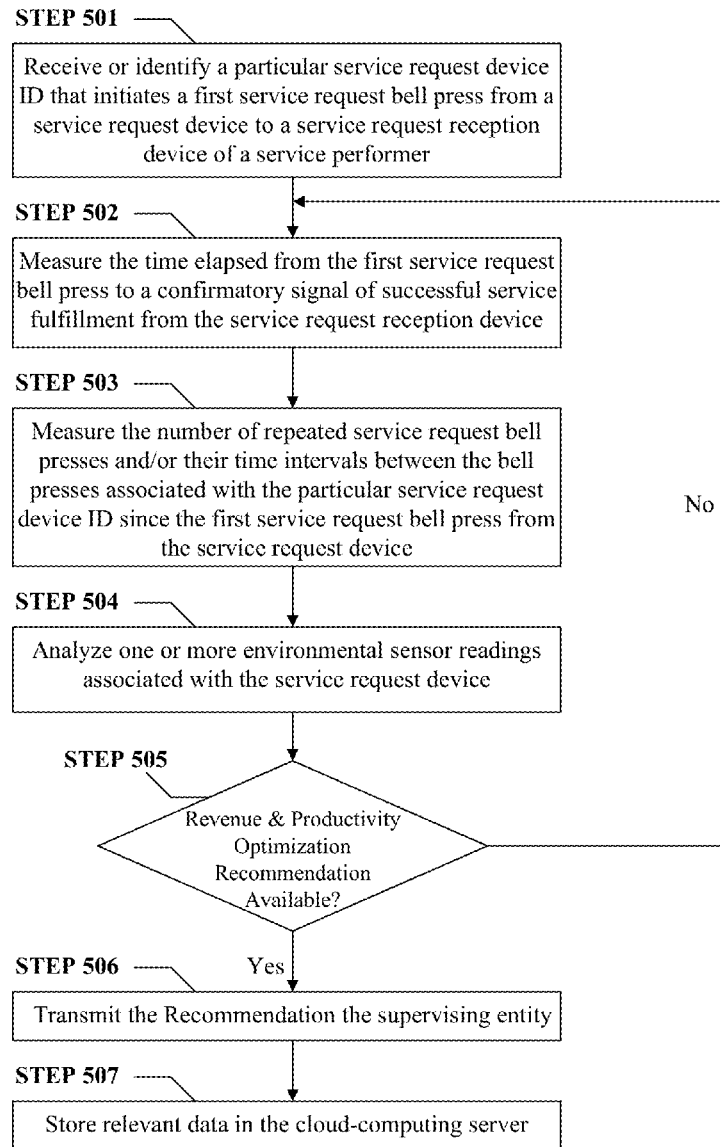 STEP 501
Receive or identify a particular service request device
ID that initiates a first service request bell press from a
service request device to a service request reception
device of a service performer
STEP 502
Measure the time elapsed from the first service request
bell press to a confirmatory signal of successful service
fulfillment from the service request reception device
STEP 503
Measure the number of repeated service request bell
presses and/or their time intervals between the bell
presses associated with the particular service request
device ID since the first service request bell press from
the service request device
No
STEP 504
Analyze one or more environmental sensor readings
associated with the service request device
STEP 505
Revenue & Productivity
Optimization
Recommendation
Available?
STEP 506
Yes
Transmit the Recommendation the supervising entity
STEP 507
Store relevant data in the cloud-computing server